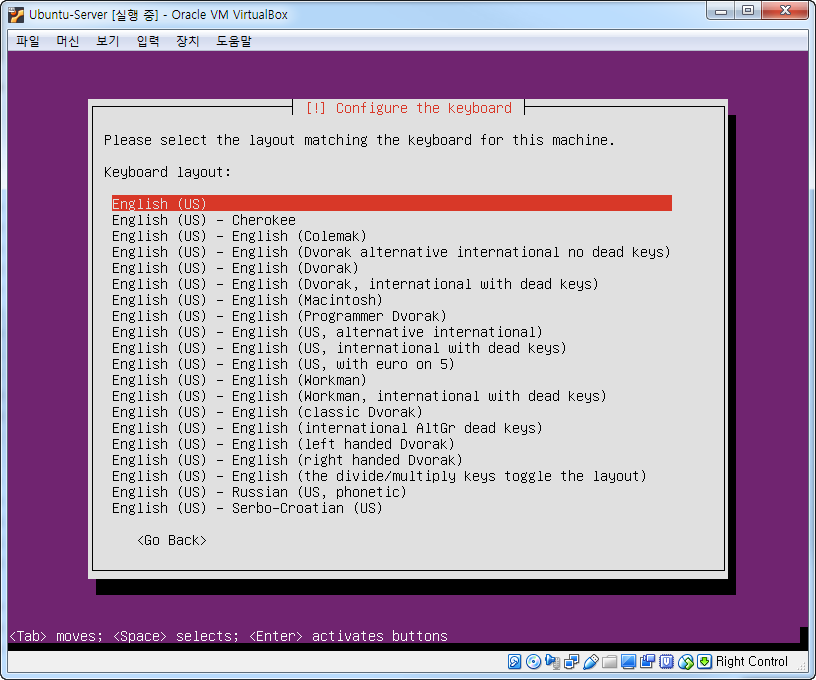 Ubuntu-Server [실행 중] - Oracle VM VirtualBox
파일 머신 보기 입력 장치 도움말
[!] Configure the keyboard
Please select the layout matching the keyboard for this machine.
Keyboard layout:
English (US)
English (US) - Cherokee
English (US) - English (Colemak)
English (US) - English (Dvorak alternative international no dead keys)
English (US) - English (Dvorak)
English (US) - English (Dvorak, international with dead keys)
English (US) - English (Macintosh)
English (US) - English (Programmer Dvorak)
English (US) - English (US, alternative international)
English (US) - English (US, international with dead keys)
English (US) - English (US, with euro on 5)
English (US) - English (Workman)
English (US) - English (Workman, international with dead keys)
English (US) - English (classic Dvorak)
English (US) - English (international AltGr dead keys)
English (US) - English (left handed Dvorak)
English (US) - English (right handed Dvorak)
English (US) - English (the divide/multiply keys toggle the layout)
English (US) - Russian (US, phonetic)
English (US) - Serbo-Croatian (US)
<Go Back>
<Tab> moves; <Space> selects; <Enter> activates buttons
Right Control